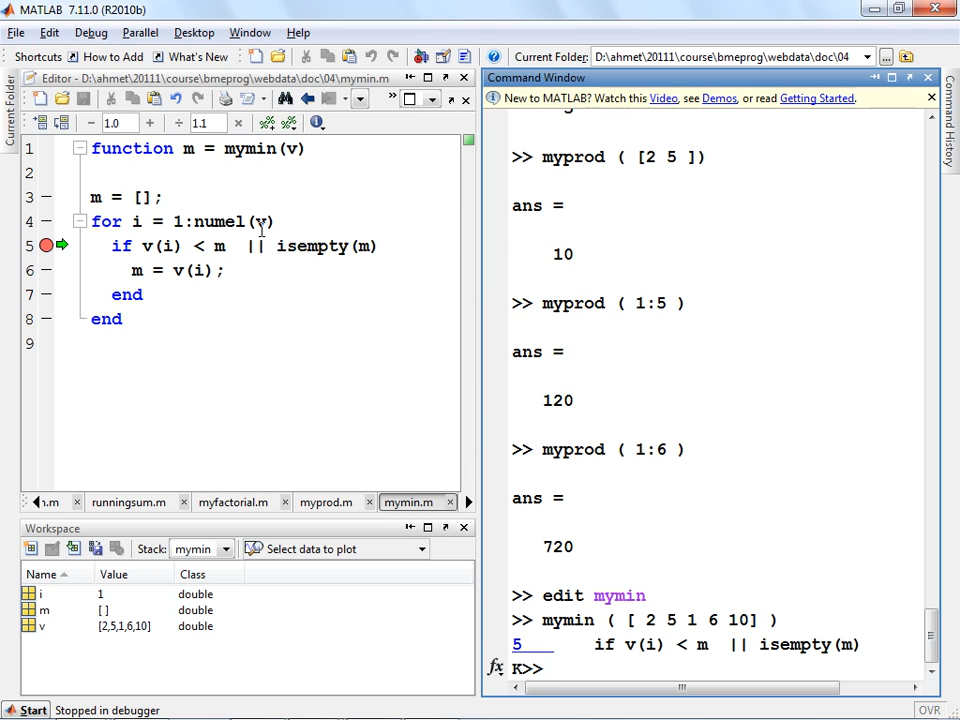 MATLAB 7.11.0 (R2010b)
File Edit Debug Parallel Desktop Window Help
Shortcuts How to Add What's New Current Folder: D:\ahmet\20111\course\bmeprog\webdata\doc\04
Current Folder
Editor - D:\ahmet\20111\course\bmeprog\webdata\doc\04\mymin.m
1.0 1.1
1 function m = mymin(v)
2
3 m = [];
4 for i = 1:numel(v)
5 if v(i) < m || isempty(m)
6 m = v(i);
7 end
8 end
9
n.m runningsum.m myfactorial.m myprod.m mymin.m
Workspace
Stack: mymin Select data to plot
Name Value Class
i 1 double
m [] double
v [2,5,1,6,10] double
Command Window
New to MATLAB? Watch this Video, see Demos, or read Getting Started.
>> myprod ( [2 5 ])
ans =
10
>> myprod ( 1:5 )
ans =
120
>> myprod ( 1:6 )
ans =
720
>> edit mymin
>> mymin ( [ 2 5 1 6 10] )
5 if v(i) < m || isempty(m)
fx K>>
Command History
Start Stopped in debugger OVR